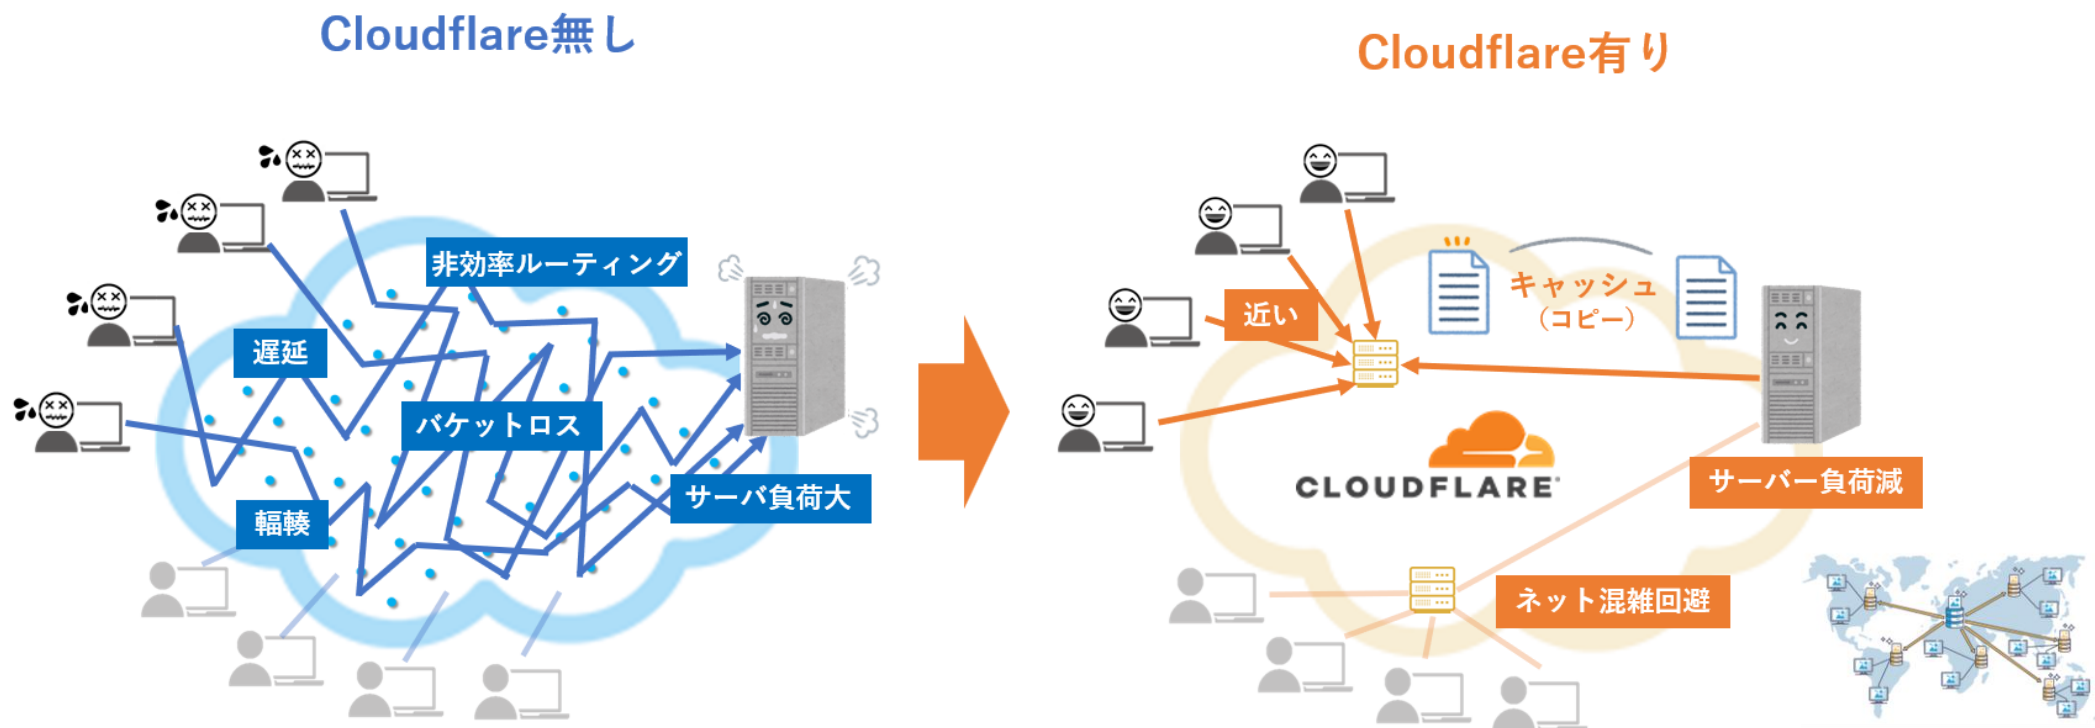 Cloudflare無し
Cloudflare有り
非効率ルーティング
遅延
バケットロス
サーバ負荷大
輻輳
キャッシュ
（コピー）
近い
CLOUDFLARE
サーバー負荷減
ネット混雑回避